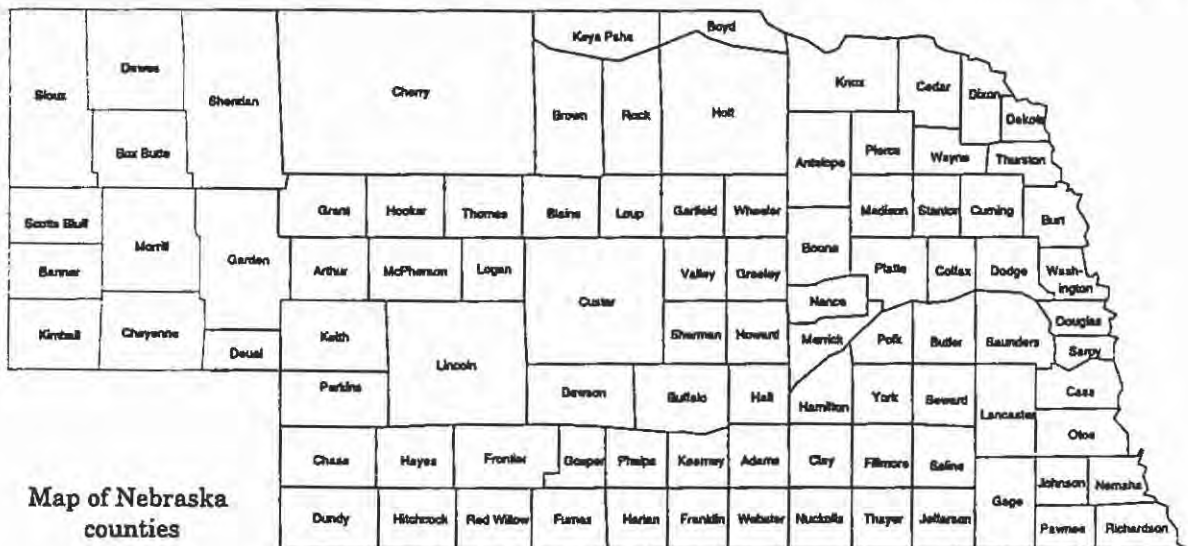 Keya Paha
Boyd
Sioux
Dawes
Sheridan
Cherry
Brown
Rock
Holt
Knox
Cedar
Dixon
Dakota
Box Butte
Antelope
Pierce
Wayne
Thurston
Scotts Bluff
Morrill
Garden
Grant
Hooker
Thomas
Blaine
Loup
Garfield
Wheeler
Madison
Stanton
Cuming
Burt
Banner
Arthur
McPherson
Logan
Custer
Valley
Greeley
Boone
Platte
Colfax
Dodge
Wash-
ington
Nance
Kimball
Cheyenne
Deuel
Keith
Lincoln
Sherman
Howard
Merrick
Polk
Butler
Saunders
Douglas
Sarpy
Perkins
Dawson
Buffalo
Hall
Hamilton
York
Seward
Lancaster
Cass
Otoe
Chase
Hayes
Frontier
Gosper
Phelps
Kearney
Adams
Clay
Fillmore
Saline
Gage
Johnson
Nemaha
Map of Nebraska
counties
Dundy
Hitchcock
Red Willow
Furnas
Harlan
Franklin
Webster
Nuckolls
Thayer
Jefferson
Pawnee
Richardson